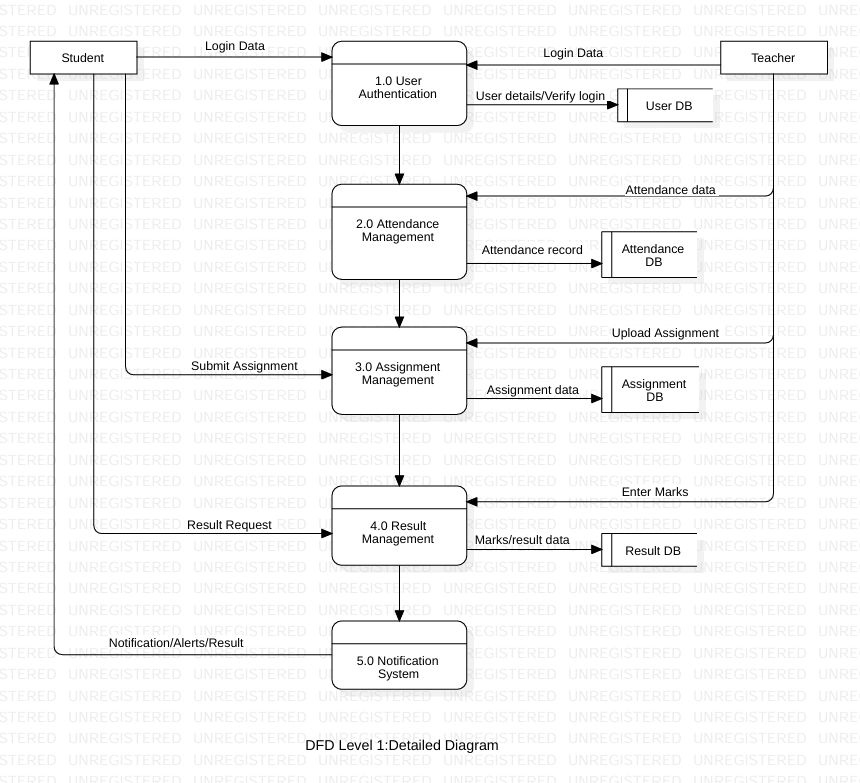 Student
Login Data
1.0 User
Authentication
Login Data
Teacher
User details/Verify login
User DB
Attendance data
2.0 Attendance
Management
Attendance record
Attendance
DB
Upload Assignment
Submit Assignment
3.0 Assignment
Management
Assignment data
Assignment
DB
Enter Marks
Result Request
4.0 Result
Management
Marks/result data
Result DB
Notification/Alerts/Result
5.0 Notification
System
DFD Level 1:Detailed Diagram
UNREGISTERED